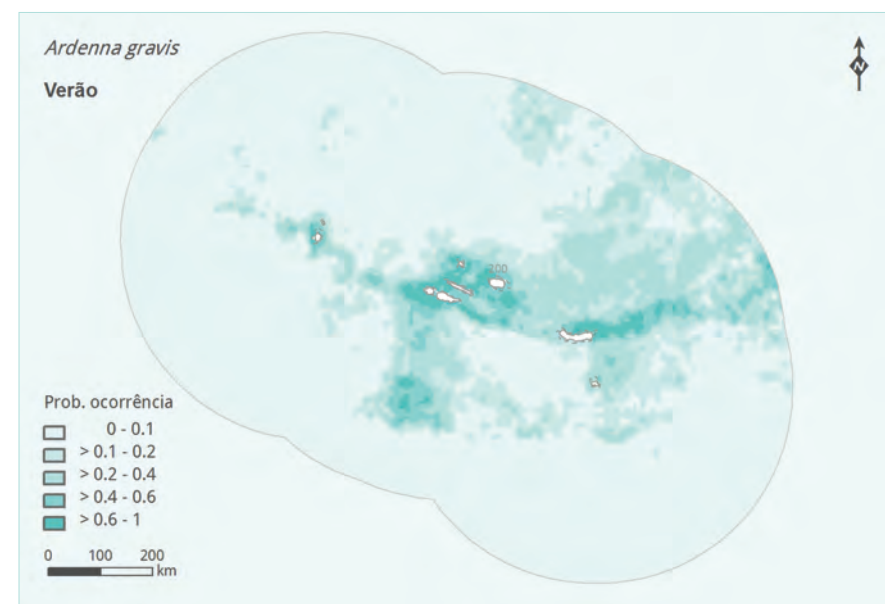 Ardenna gravis
Verão
N
200
Prob. ocorrência
0 - 0.1
> 0.1 - 0.2
> 0.2 - 0.4
> 0.4 - 0.6
> 0.6 - 1
0 100 200
km